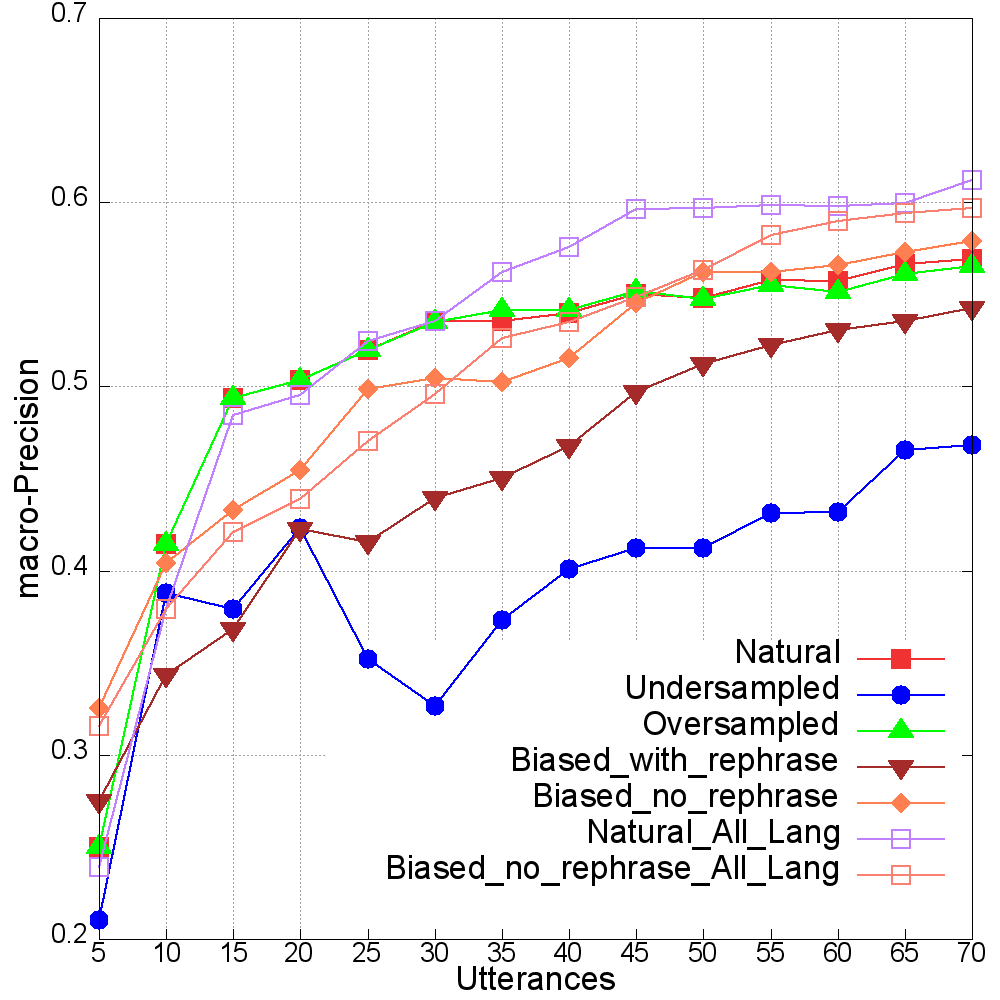 0.7
0.6
0.5
0.4
0.3
0.2
macro-Precision
Natural
Undersampled
Oversampled
Biased_with_rephrase
Biased_no_rephrase
Natural_All_Lang
Biased_no_rephrase_All_Lang
5 10 15 20 25 30 35 40 45 50 55 60 65 70
Utterances